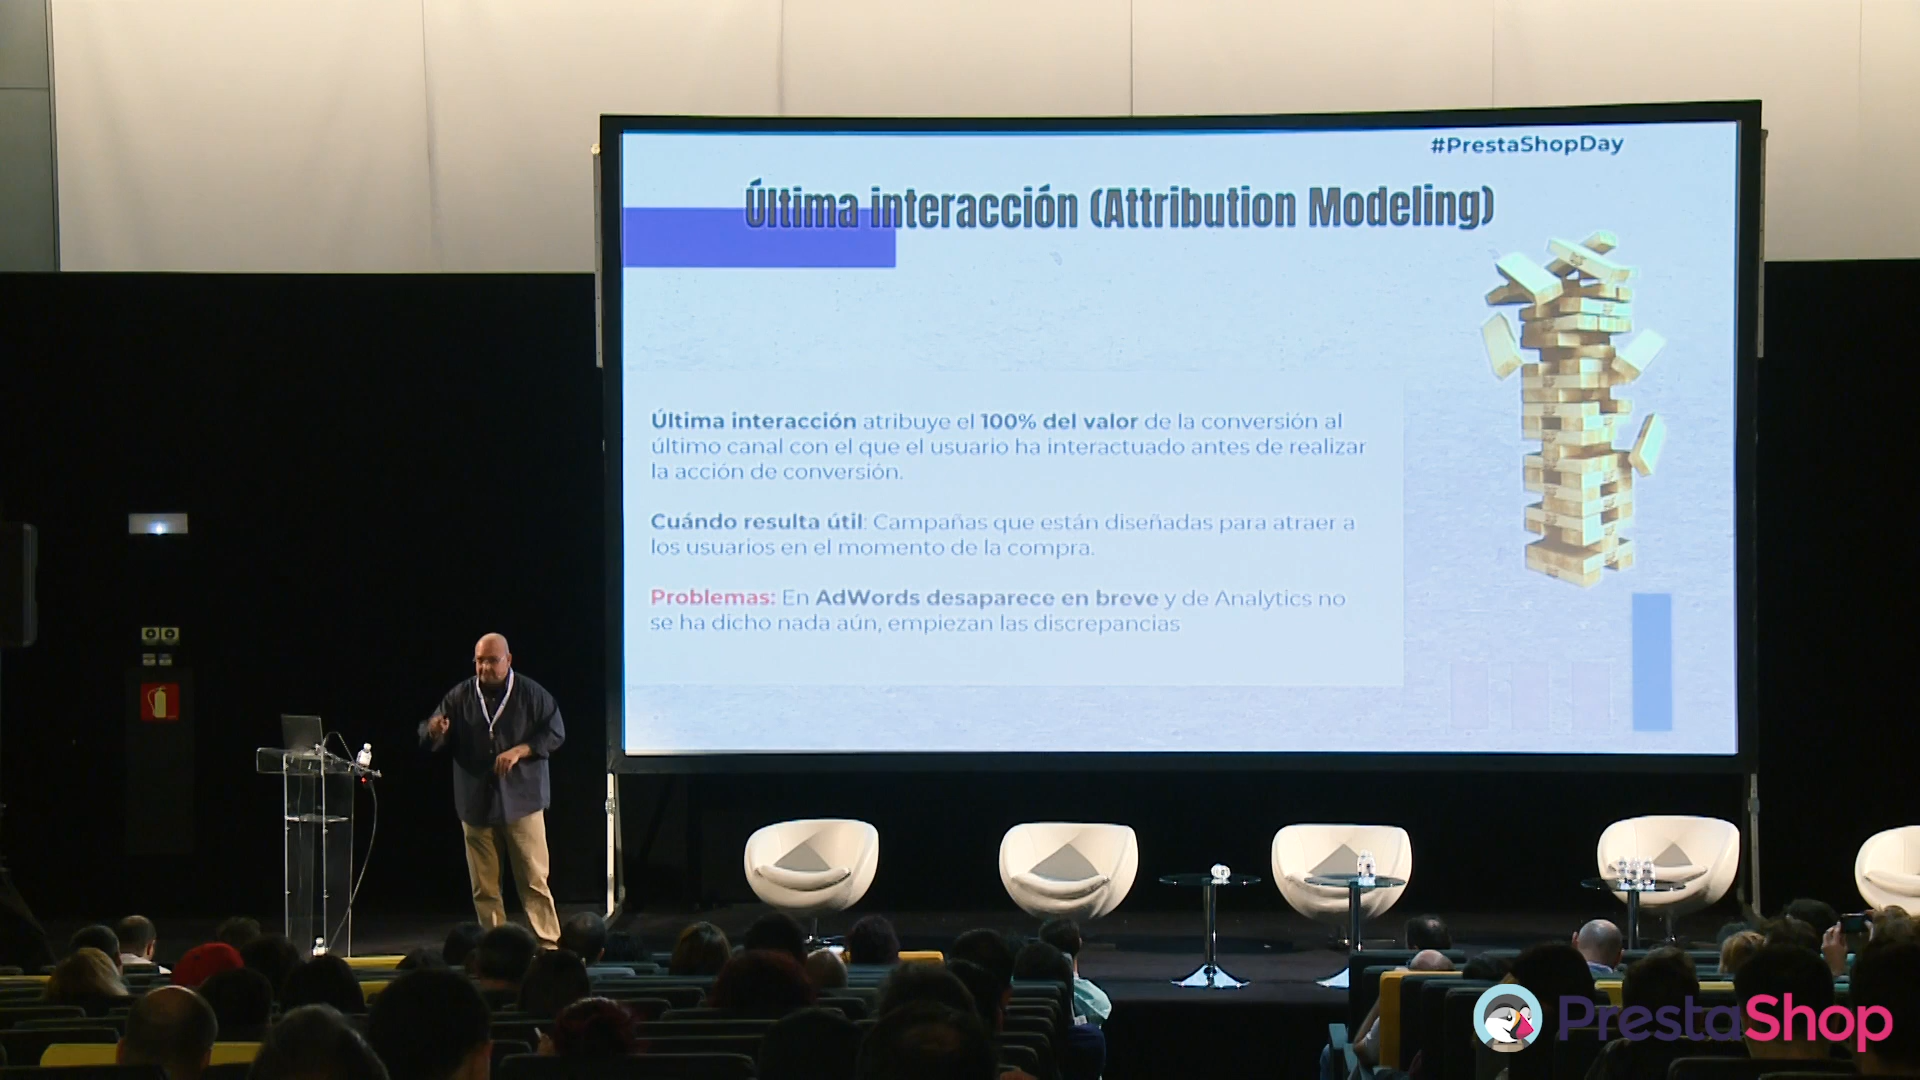 #PrestaShopDay
Última interacción (Attribution Modeling)
Última interacción atribuye el 100% del valor de la conversión al
último canal con el que el usuario ha interactuado antes de realizar
la acción de conversión.
Cuándo resulta útil: Campañas que están diseñadas para atraer a
los usuarios en el momento de la compra.
Problemas: En AdWords desaparece en breve y de Analytics no
se ha dicho nada aún, empiezan las discrepancias
PrestaShop